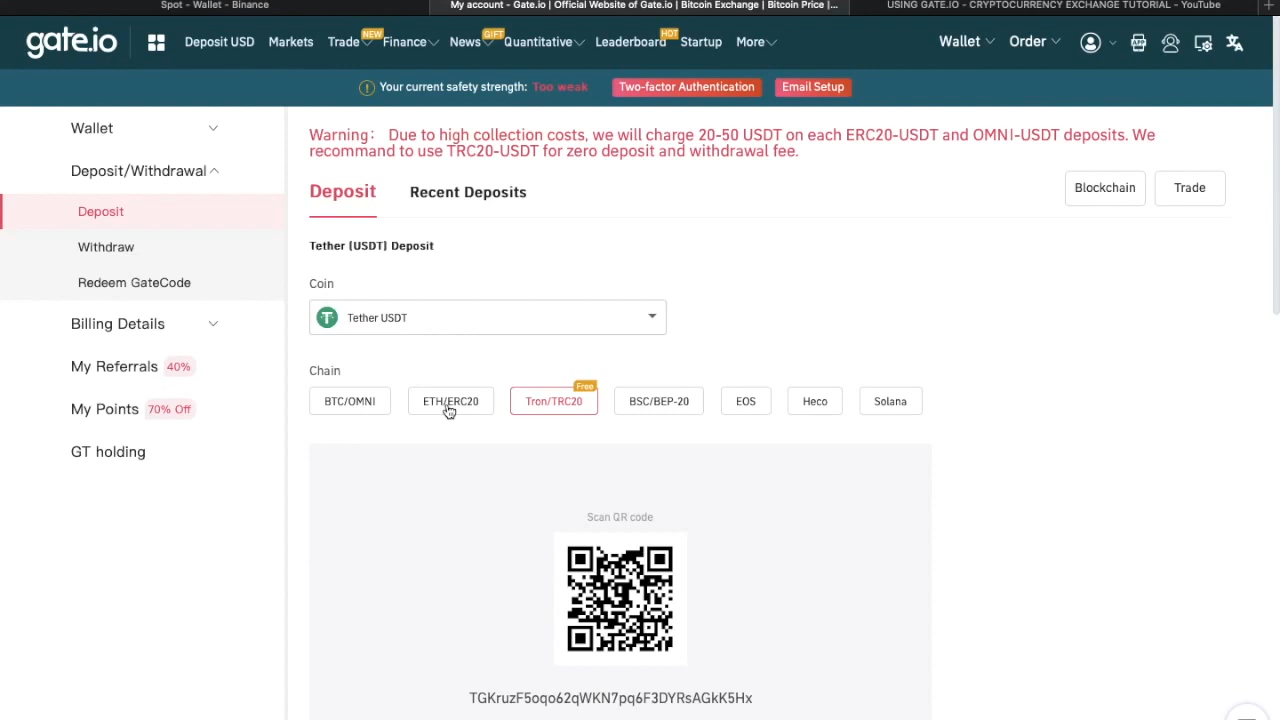 Spot - Wallet - Binance
My account - Gate.io | Official Website of Gate.io | Bitcoin Exchange | Bitcoin Price |...
USING GATE.IO - CRYPTOCURRENCY EXCHANGE TUTORIAL - YouTube
gate.io
Deposit USD Markets Trade NEW Finance News GIFT Quantitative Leaderboard HOT Startup More Wallet Order
APP
Your current safety strength: Too weak Two-factor Authentication Email Setup
Wallet
Deposit/Withdrawal
Deposit
Withdraw
Redeem GateCode
Billing Details
My Referrals 40%
My Points 70% Off
GT holding
Warning： Due to high collection costs, we will charge 20-50 USDT on each ERC20-USDT and OMNI-USDT deposits. We
recommand to use TRC20-USDT for zero deposit and withdrawal fee.
Deposit Recent Deposits Blockchain Trade
Tether (USDT) Deposit
Coin
Tether USDT
Chain
Free
BTC/OMNI ETH/ERC20 Tron/TRC20 BSC/BEP-20 EOS Heco Solana
Scan QR code
TGKruzF5oqo62qWKN7pq6F3DYRsAGkK5Hx